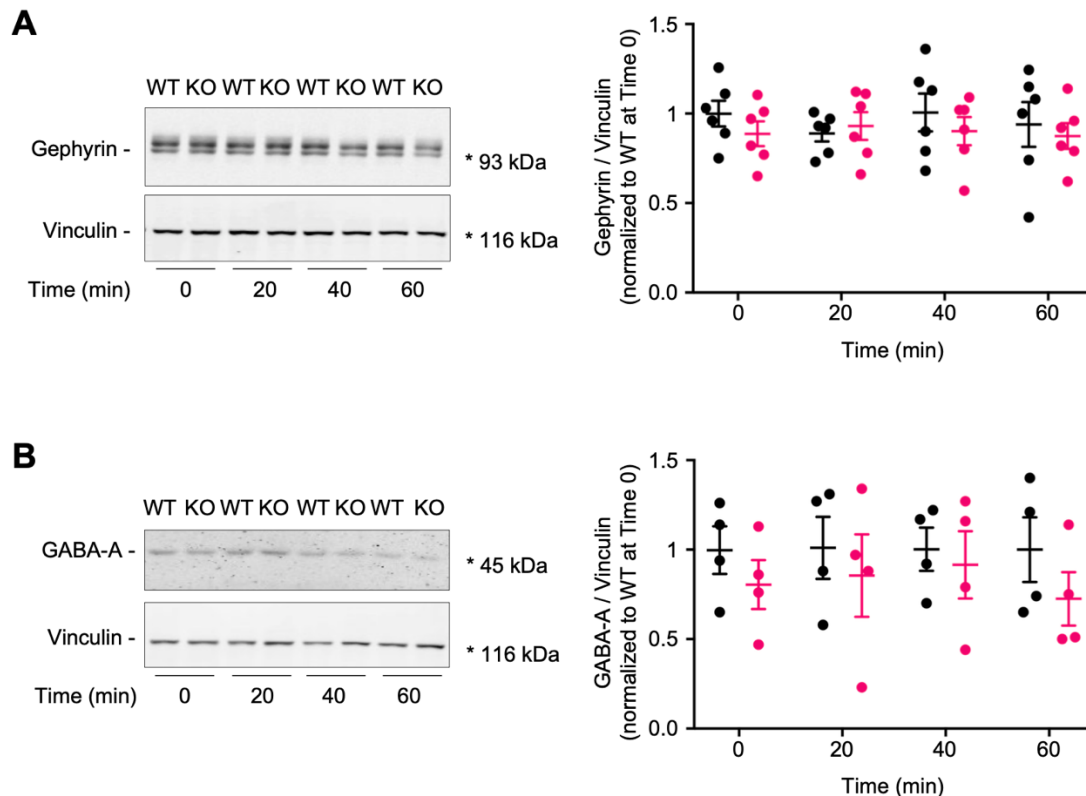 A
WT KO WT KO WT KO WT KO
Gephyrin -
* 93 kDa
Vinculin -
* 116 kDa
Time (min)
0 20 40 60
Gephyrin / Vinculin
(normalized to WT at Time 0)
1.5
1
0.5
0.0
0 20 40 60
Time (min)
B
WT KO WT KO WT KO WT KO
GABA-A -
* 45 kDa
Vinculin -
* 116 kDa
Time (min)
0 20 40 60
GABA-A / Vinculin
(normalized to WT at Time 0)
1.5
1
0.5
0.0
0 20 40 60
Time (min)